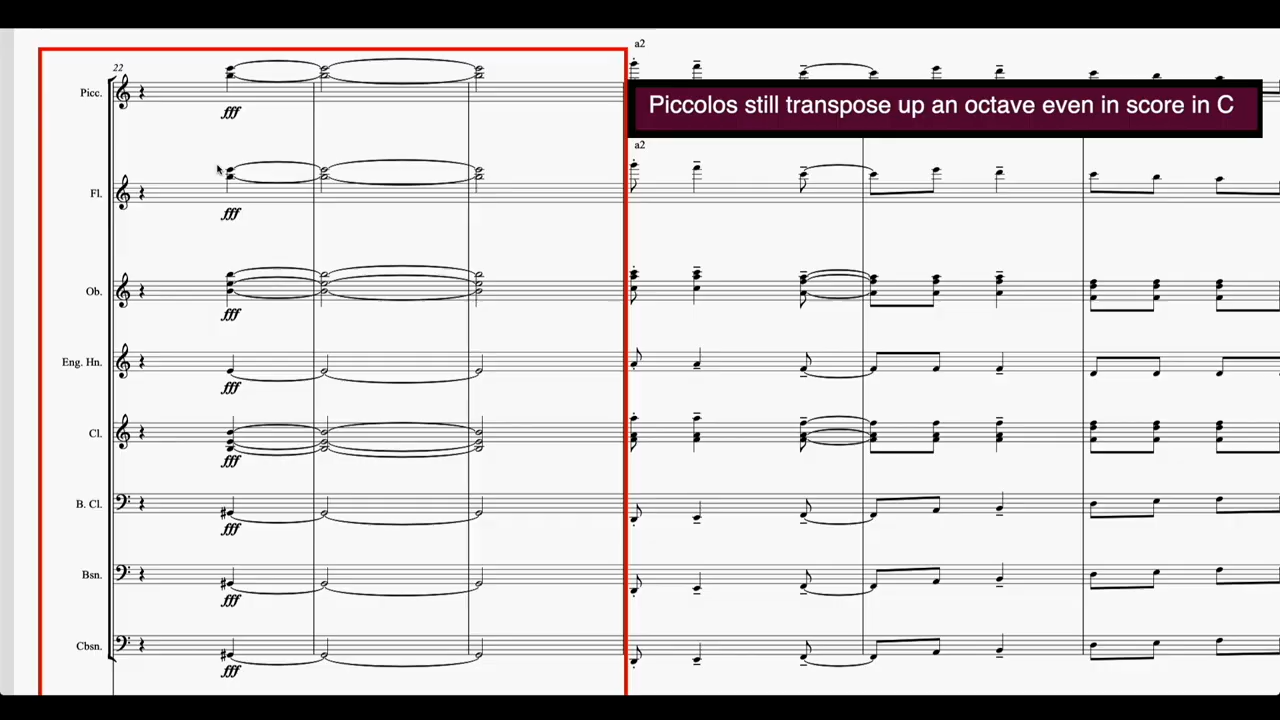 a2
22
Picc.
fff
Piccolos still transpose up an octave even in score in C
a2
Fl.
fff
Ob.
fff
Eng. Hn.
fff
Cl.
fff
B. Cl.
fff
Bsn.
fff
Cbsn.
fff